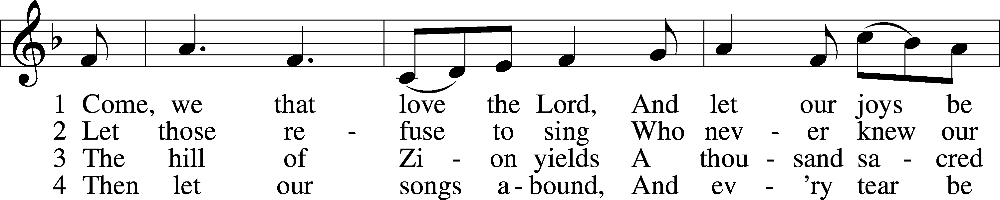 1 Come, we that love the Lord, And let our joys be
2 Let those re - fuse to sing Who nev - er knew our
3 The hill of Zi - on yields A thou - sand sa - cred
4 Then let our songs a - bound, And ev - ’ry tear be